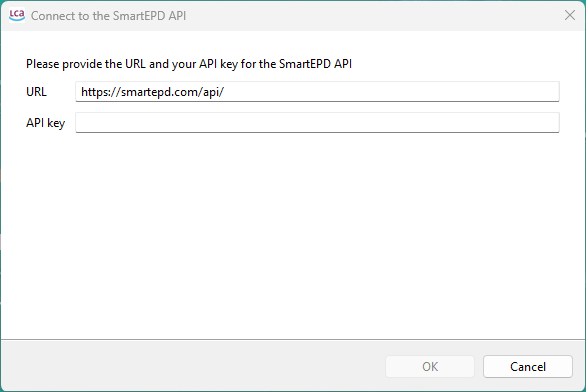 LCA Connect to the SmartEPD API
Please provide the URL and your API key for the SmartEPD API
URL https://smartepd.com/api/
API key
OK Cancel